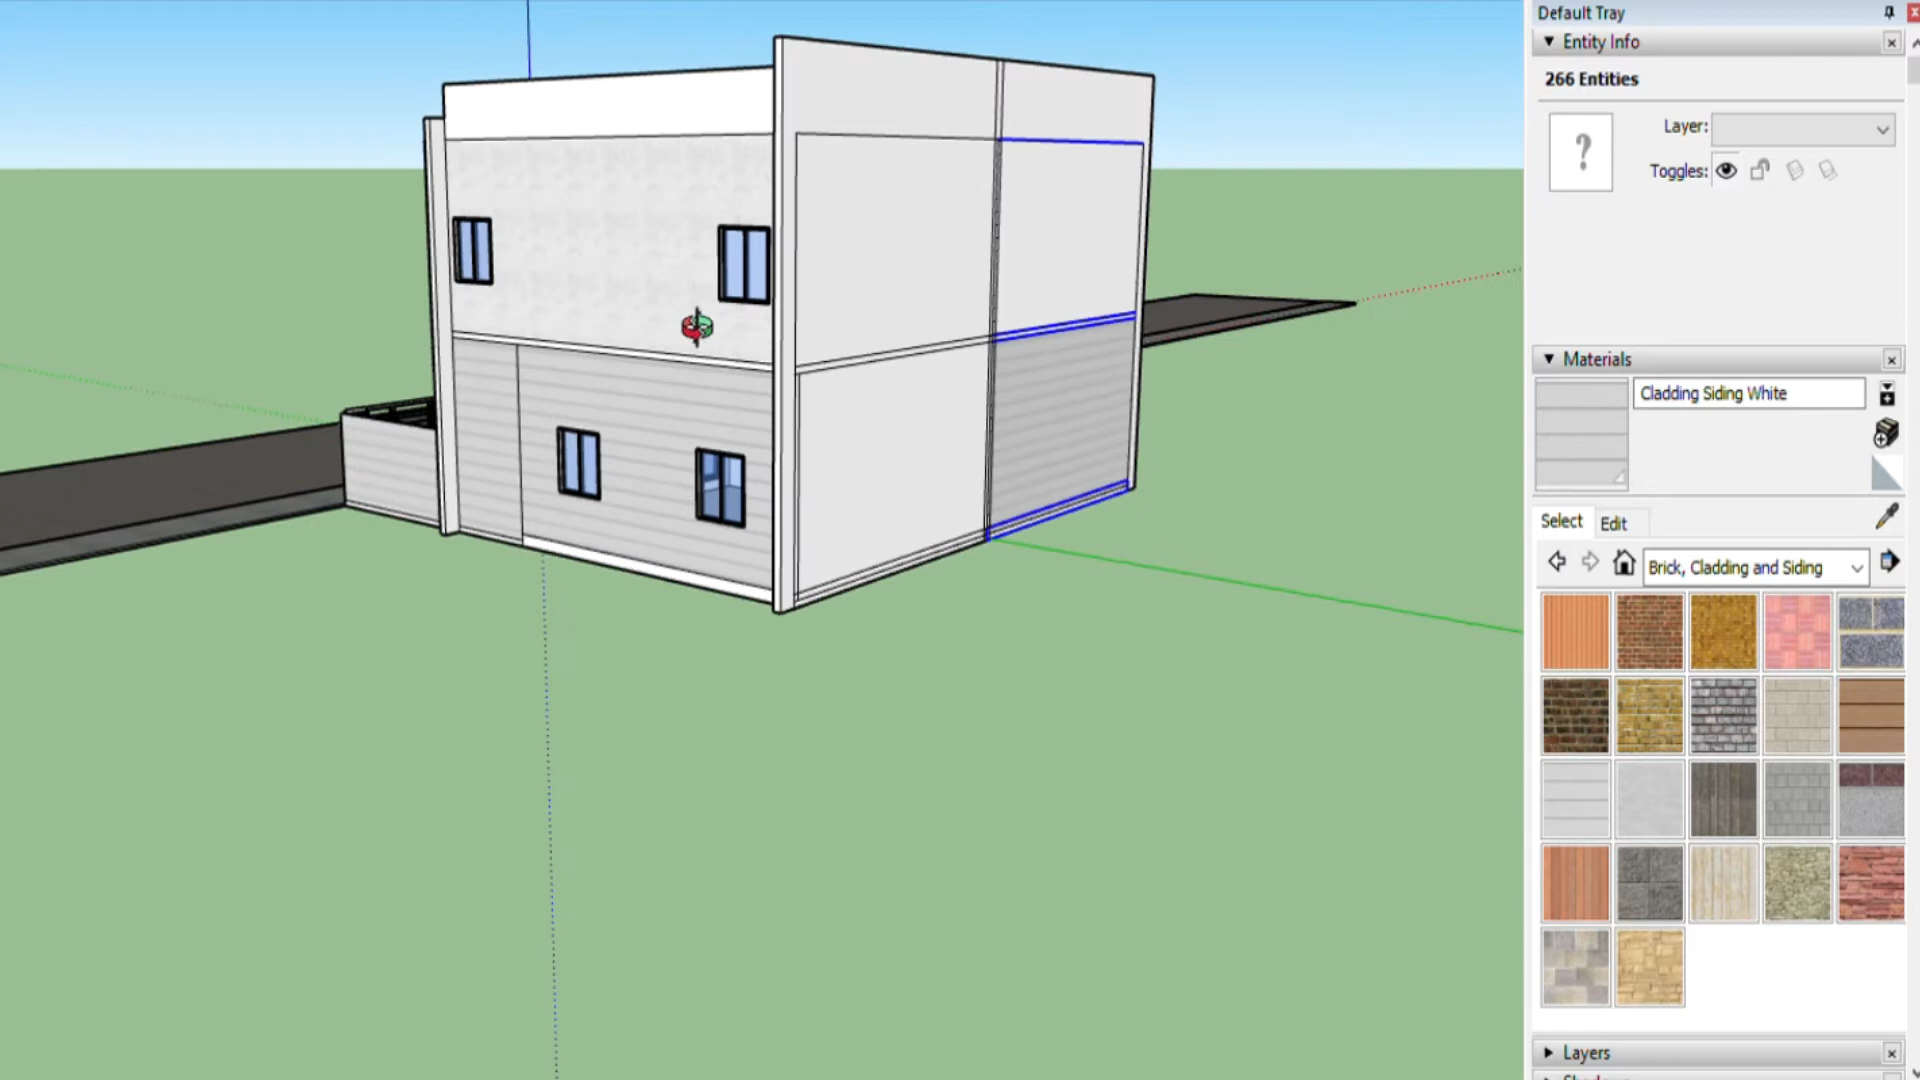 Default Tray
Entity Info
266 Entities
Layer:
?
Toggles:
Materials
Cladding Siding White
Select
Edit
Brick, Cladding and Siding
Layers